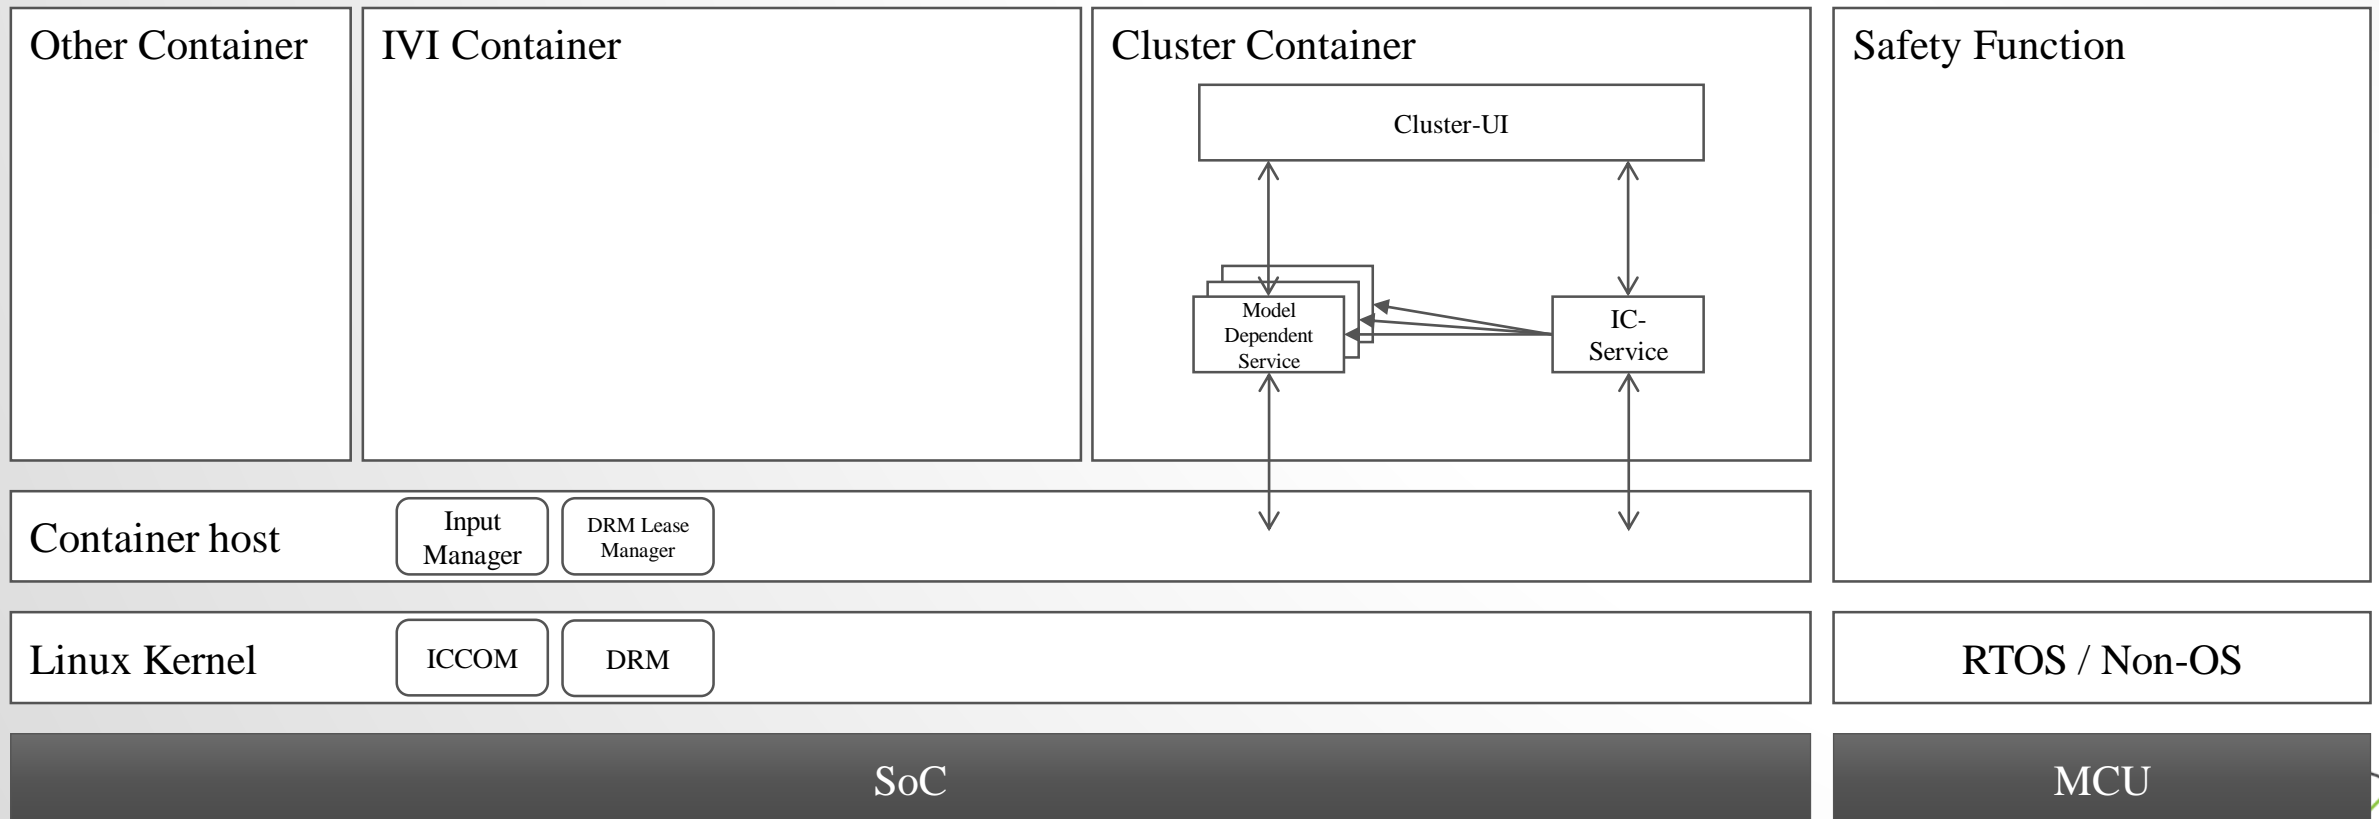 Other Container
IVI Container
Cluster Container
Safety Function
Cluster-UI
Model
Dependent
Service
IC-
Service
Container host
Input
Manager
DRM Lease
Manager
Linux Kernel
ICCOM
DRM
RTOS / Non-OS
SoC
MCU